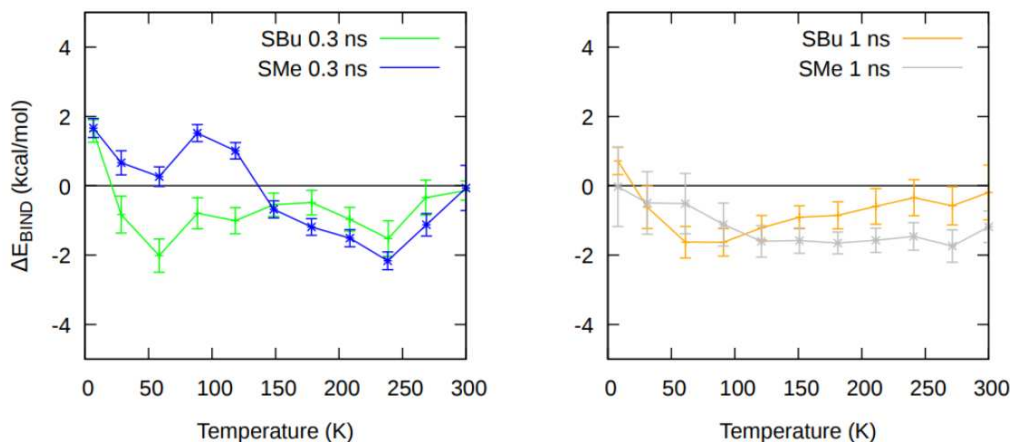 4
2
0
-2
-4
ΔE_BIND (kcal/mol)
SBu 0.3 ns
SMe 0.3 ns
0 50 100 150 200 250 300
Temperature (K)
4
2
0
-2
-4
SBu 1 ns
SMe 1 ns
0 50 100 150 200 250 300
Temperature (K)